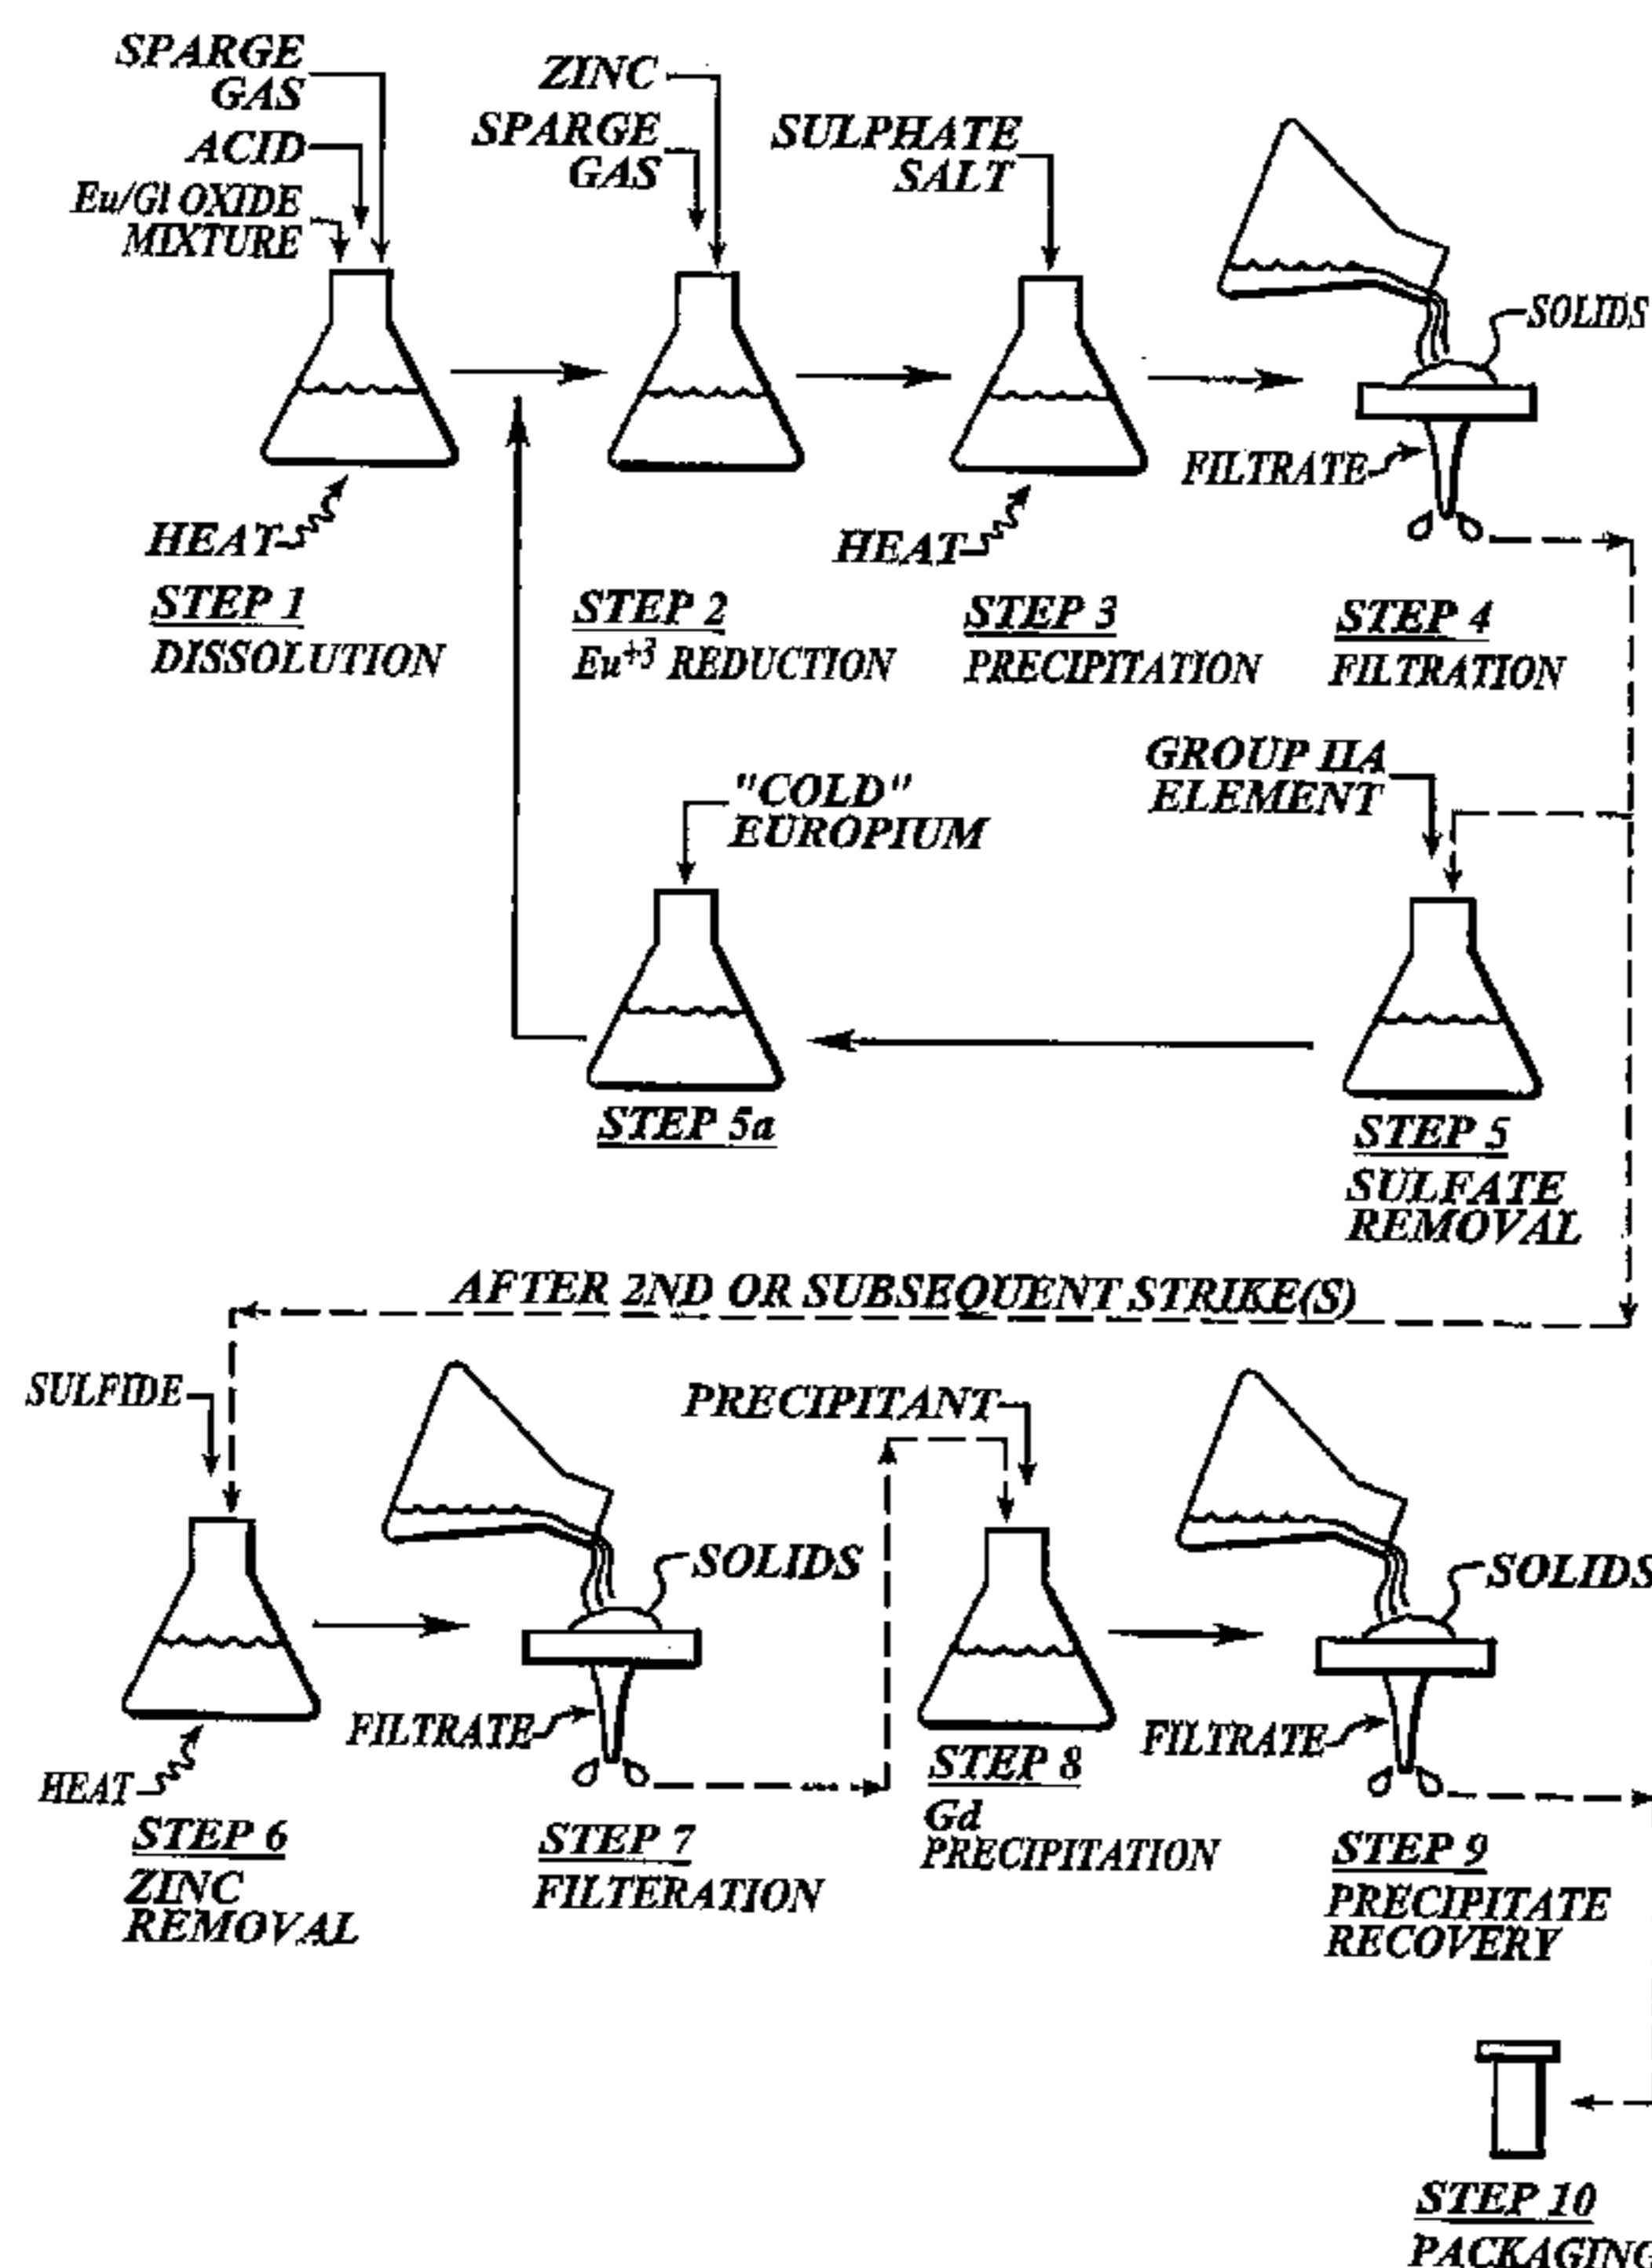 SPARGE
GAS
ACID
Eu/Gl OXIDE
MIXTURE
HEAT
STEP 1
DISSOLUTION
ZINC
SPARGE
GAS
STEP 2
Eu+3 REDUCTION
SULPHATE
SALT
HEAT
STEP 3
PRECIPITATION
SOLIDS
FILTRATE
STEP 4
FILTRATION
GROUP IIA
ELEMENT
STEP 5
SULFATE
REMOVAL
"COLD"
EUROPIUM
STEP 5a
AFTER 2ND OR SUBSEQUENT STRIKE(S)
SULFIDE
HEAT
STEP 6
ZINC
REMOVAL
SOLIDS
FILTRATE
STEP 7
FILTERATION
PRECIPITANT
STEP 8
Gd
PRECIPITATION
SOLIDS
FILTRATE
STEP 9
PRECIPITATE
RECOVERY
STEP 10
PACKAGING